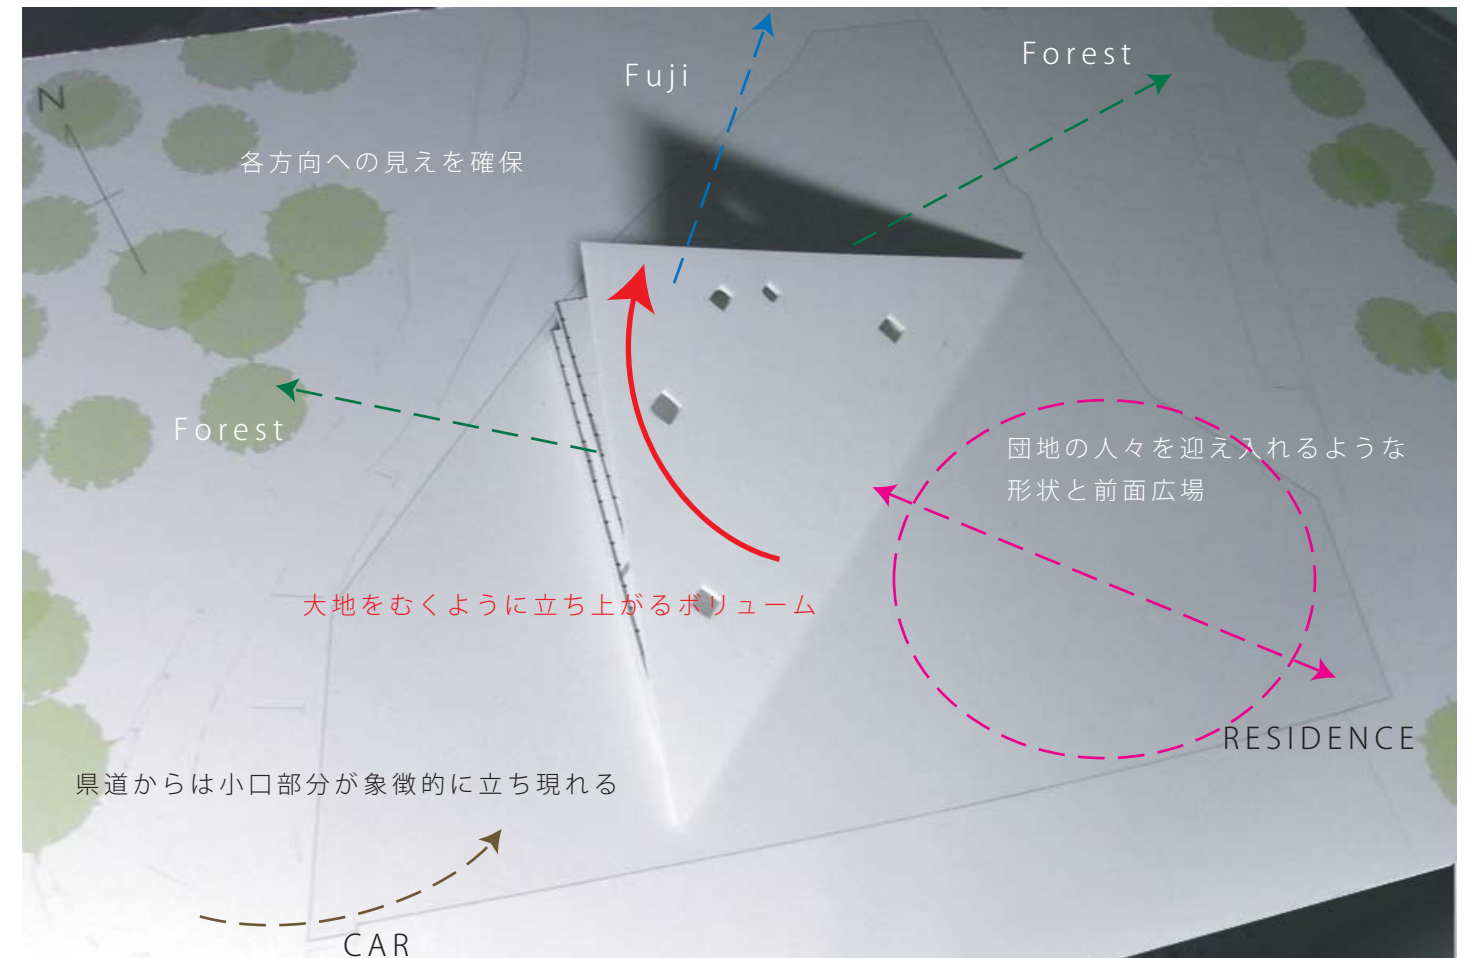 Forest
Fuji
N
各方向への見えを確保
Forest
団地の人々を迎え入れるような
形状と前面広場
大地をむくように立ち上がるボリューム
RESIDENCE
県道からは小口部分が象徴的に立ち現れる
CAR